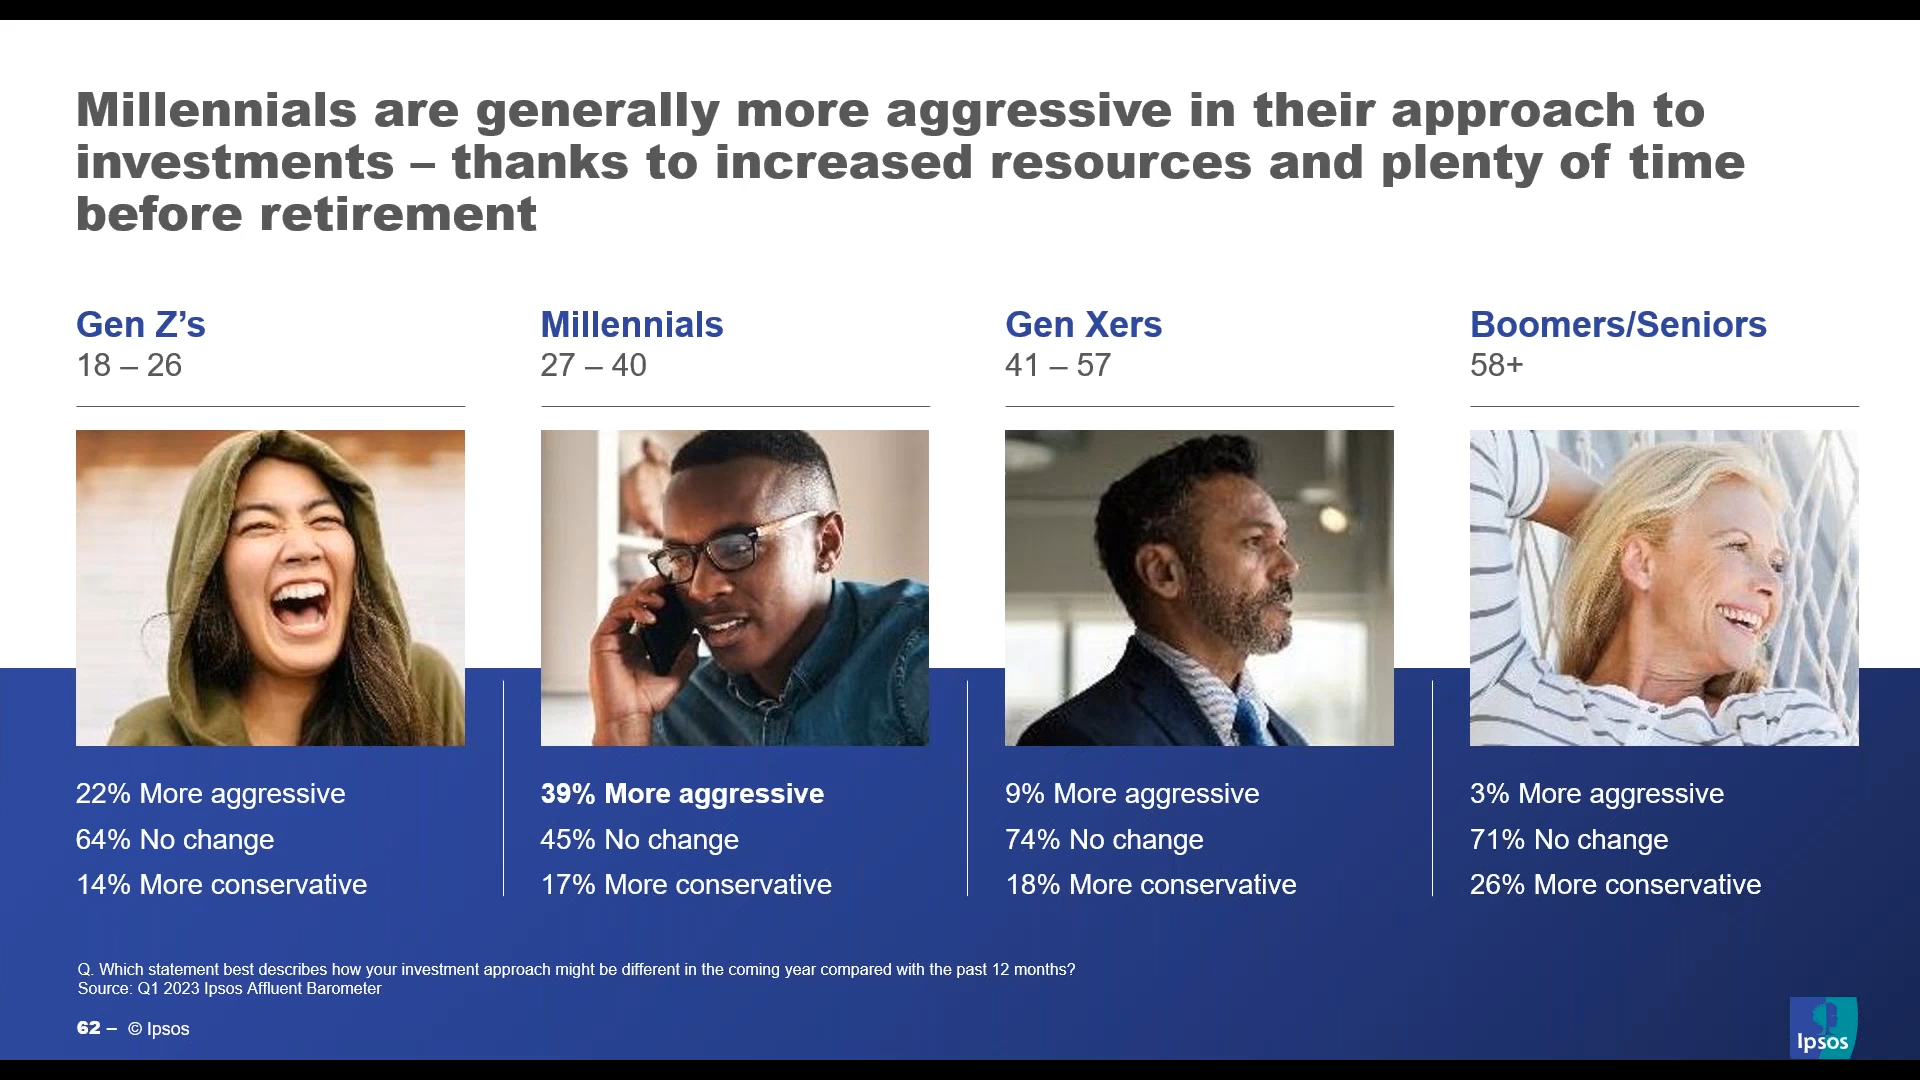 Millennials are generally more aggressive in their approach to
investments – thanks to increased resources and plenty of time
before retirement
Gen Z’s
18 – 26
22% More aggressive
64% No change
14% More conservative
Millennials
27 – 40
39% More aggressive
45% No change
17% More conservative
Gen Xers
41 – 57
9% More aggressive
74% No change
18% More conservative
Boomers/Seniors
58+
3% More aggressive
71% No change
26% More conservative
Q. Which statement best describes how your investment approach might be different in the coming year compared with the past 12 months?
Source: Q1 2023 Ipsos Affluent Barometer
62 – © Ipsos
Ipsos